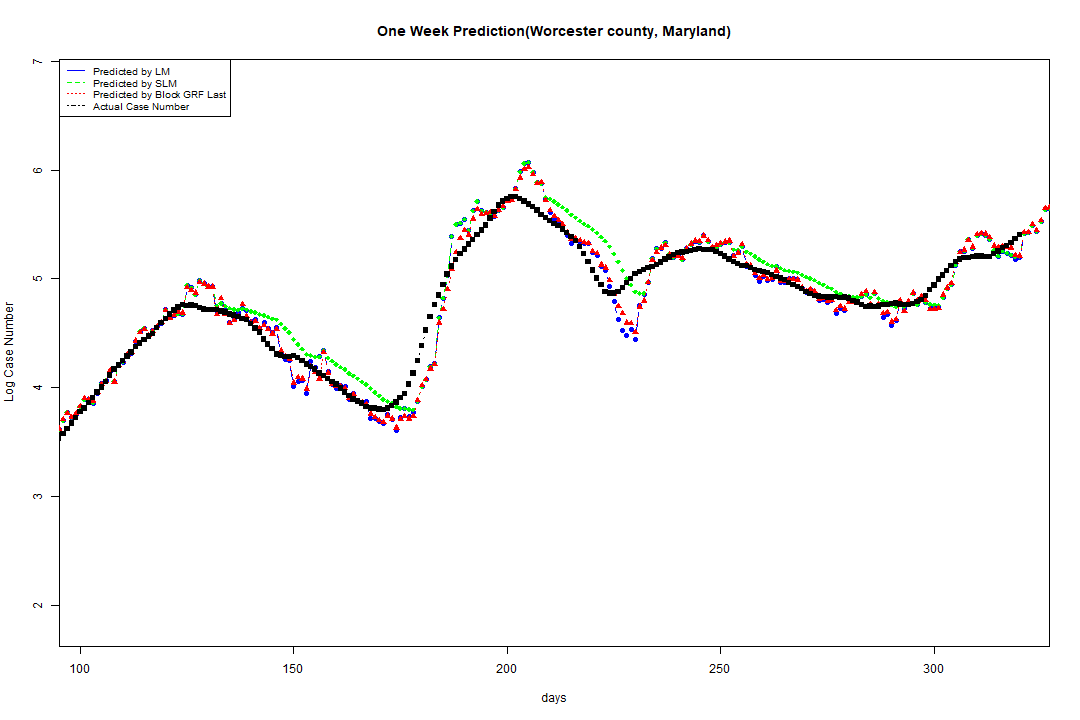 One Week Prediction(Worcester county, Maryland)
Predicted by LM
Predicted by SLM
Predicted by Block GRF Last
Actual Case Number
7
6
5
4
3
2
Log Case Number
100 150 200 250 300
days